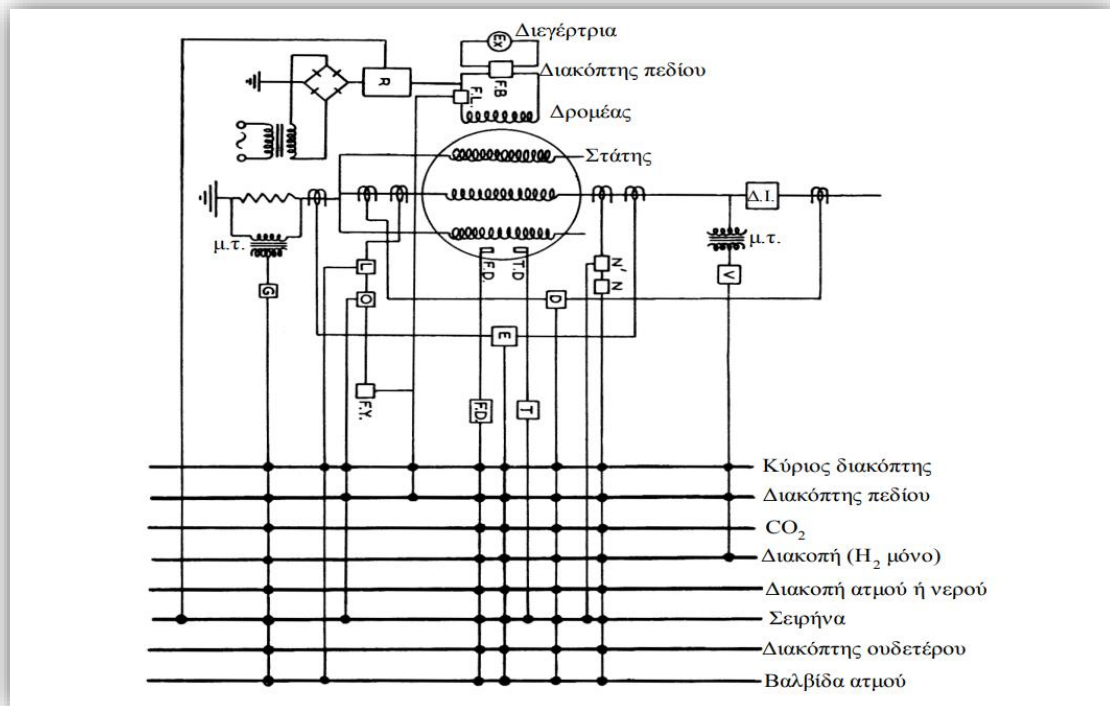 Διεγέρτρια
Ex
Διακόπτης πεδίου
F.B
R
F.L.
Δρομέας
Στάτης
Δ.Ι.
μ.τ.
μ.τ.
F.D.
T.D
N'
N
V
L
G
O
D
E
F.Y.
F.D.
T
Κύριος διακόπτης
Διακόπτης πεδίου
CO₂
Διακοπή (H₂ μόνο)
Διακοπή ατμού ή νερού
Σειρήνα
Διακόπτης ουδετέρου
Βαλβίδα ατμού